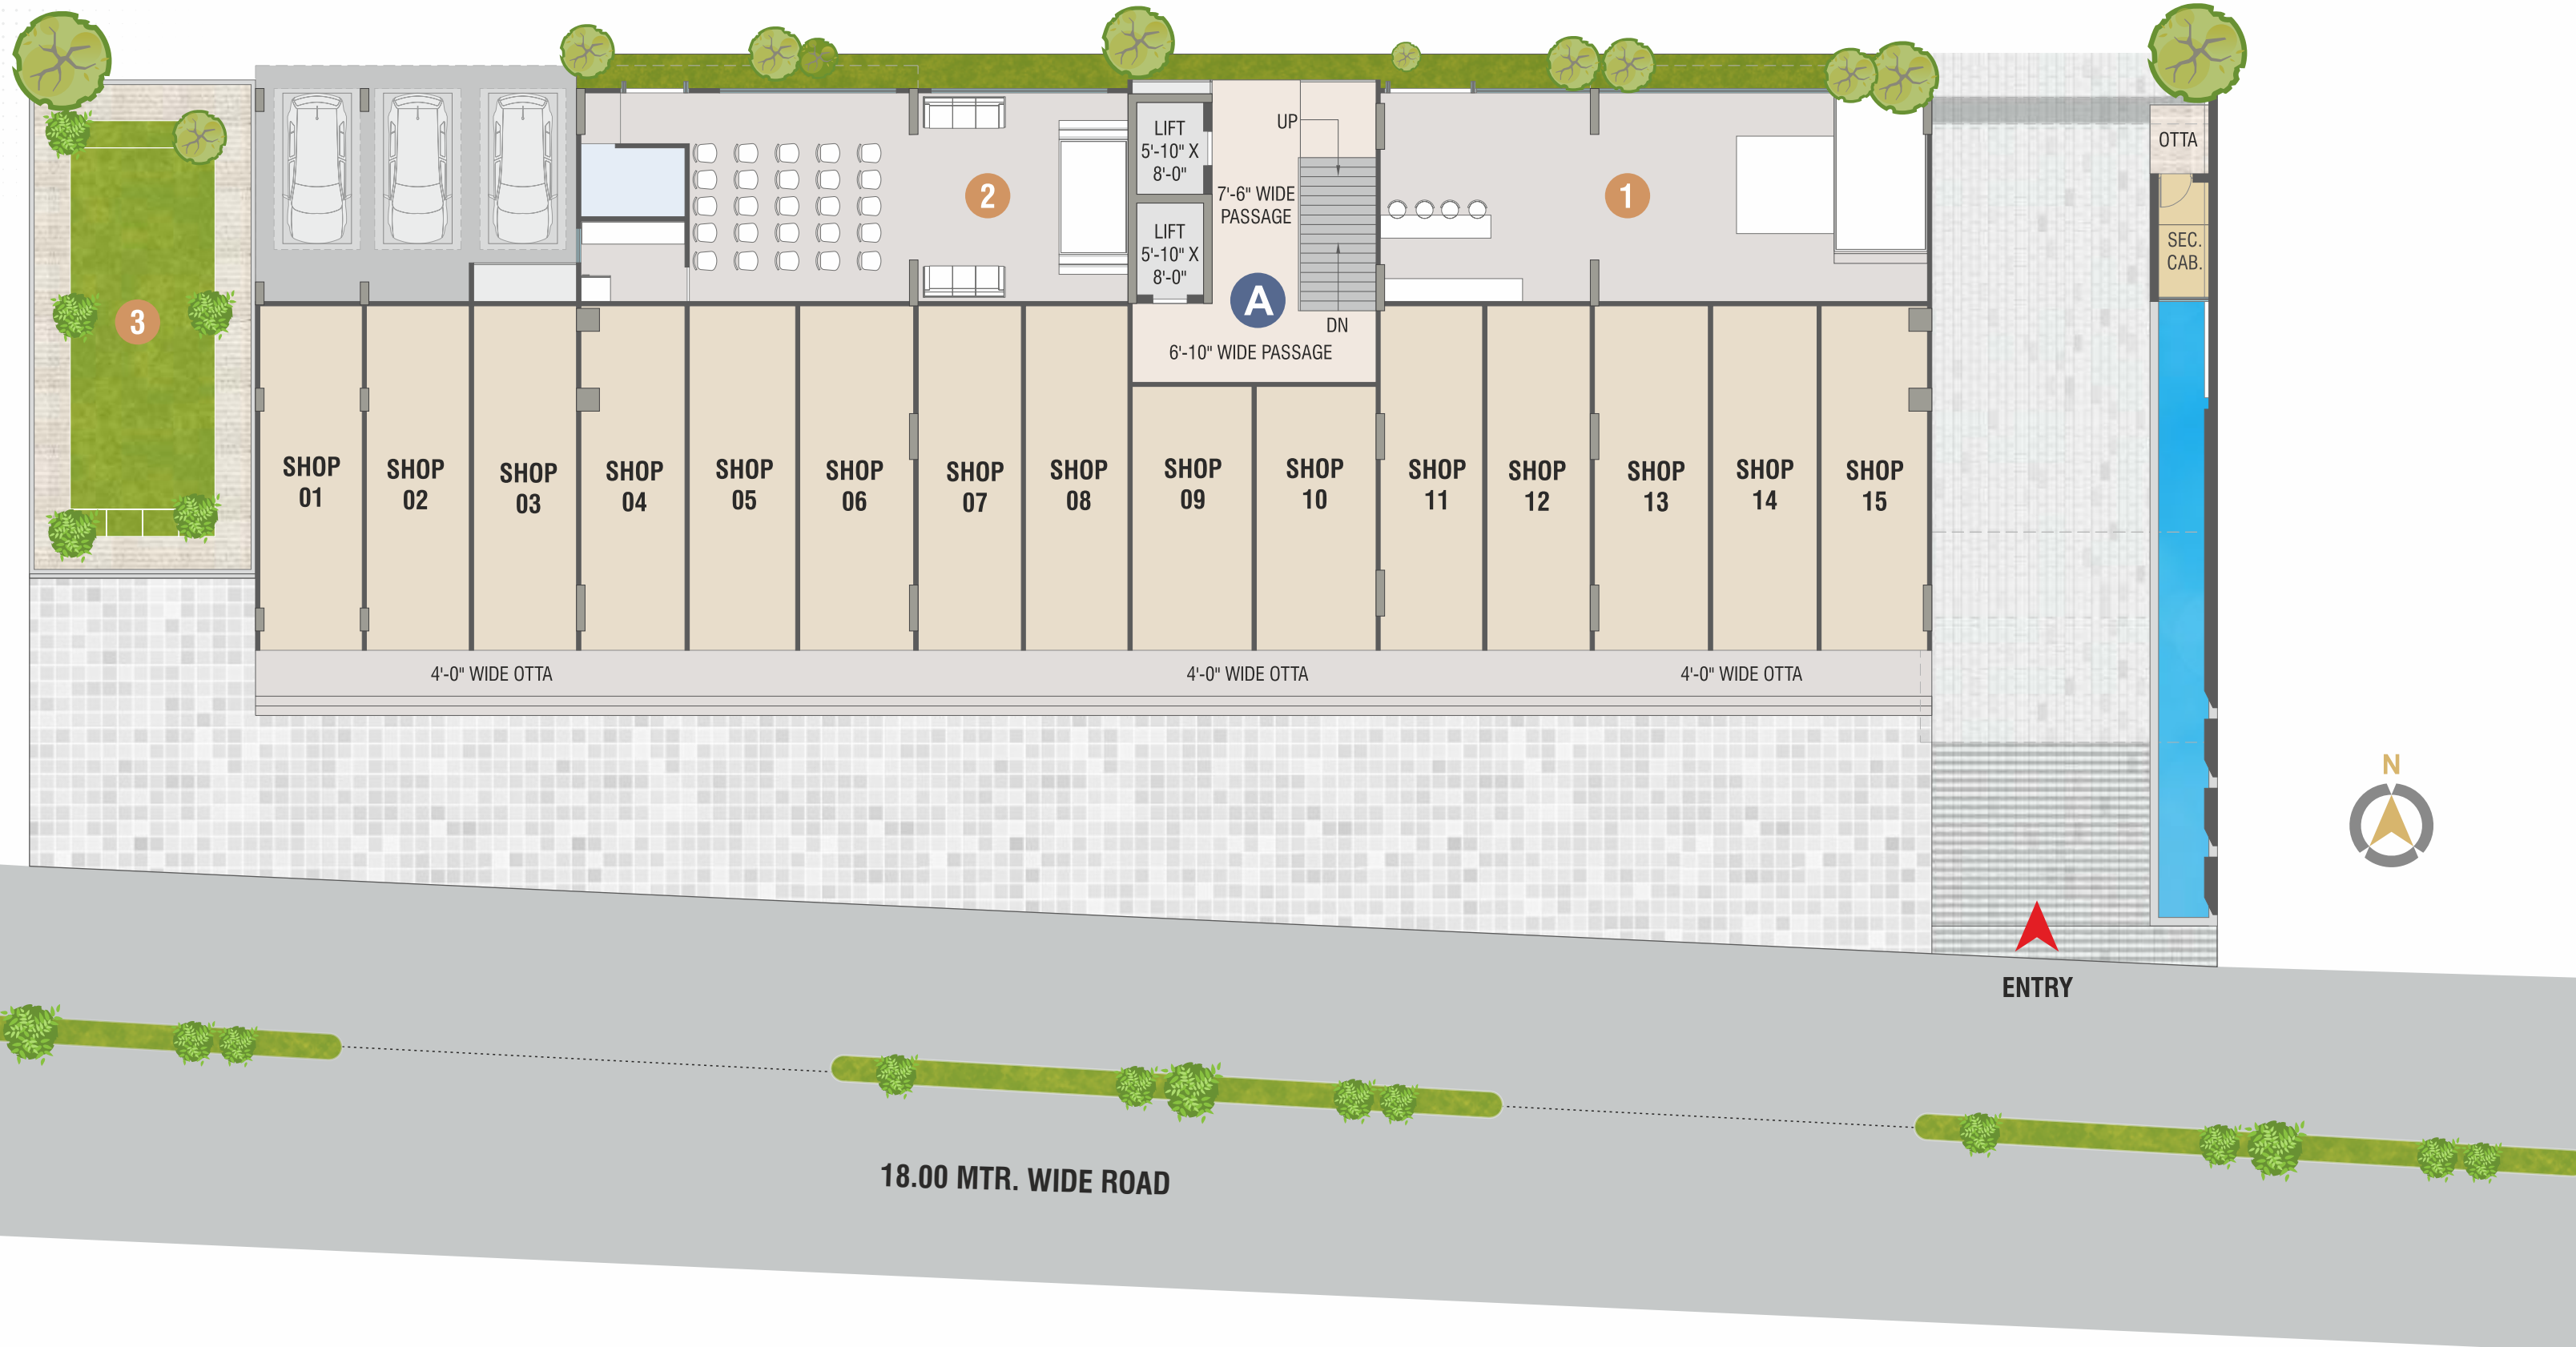 LIFT
5'-10" X
8'-0"
UP
7'-6" WIDE
PASSAGE
2
1
OTTA
LIFT
5'-10" X
8'-0"
SEC.
CAB.
A
3
DN
6'-10" WIDE PASSAGE
SHOP
01
SHOP
02
SHOP
03
SHOP
04
SHOP
05
SHOP
06
SHOP
07
SHOP
08
SHOP
09
SHOP
10
SHOP
11
SHOP
12
SHOP
13
SHOP
14
SHOP
15
4'-0" WIDE OTTA
4'-0" WIDE OTTA
4'-0" WIDE OTTA
N
ENTRY
18.00 MTR. WIDE ROAD